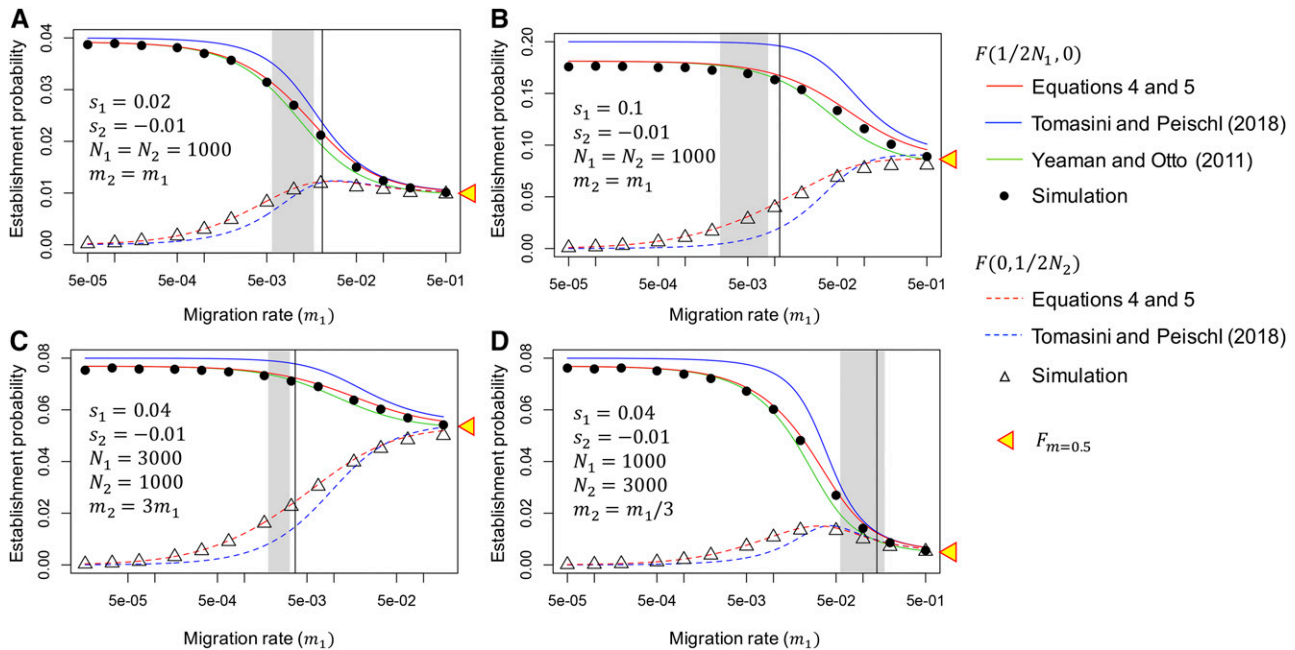 A
Establishment probability
0.04
0.03
0.02
0.01
0.00
s₁ = 0.02
s₂ = −0.01
N₁ = N₂ = 1000
m₂ = m₁
5e-05
5e-04
5e-03
5e-02
5e-01
Migration rate (m₁)
B
Establishment probability
0.20
0.15
0.10
0.05
0.00
s₁ = 0.1
s₂ = −0.01
N₁ = N₂ = 1000
m₂ = m₁
5e-05
5e-04
5e-03
5e-02
5e-01
Migration rate (m₁)
C
Establishment probability
0.08
0.06
0.04
0.02
0.00
s₁ = 0.04
s₂ = −0.01
N₁ = 3000
N₂ = 1000
m₂ = 3m₁
5e-04
5e-03
5e-02
Migration rate (m₁)
D
Establishment probability
0.08
0.06
0.04
0.02
0.00
s₁ = 0.04
s₂ = −0.01
N₁ = 1000
N₂ = 3000
m₂ = m₁/3
5e-05
5e-04
5e-03
5e-02
5e-01
Migration rate (m₁)
F(1/2N₁, 0)
Equations 4 and 5
Tomasini and Peischl (2018)
Yeaman and Otto (2011)
Simulation
F(0, 1/2N₂)
Equations 4 and 5
Tomasini and Peischl (2018)
Simulation
Fₘ₌₀.₅